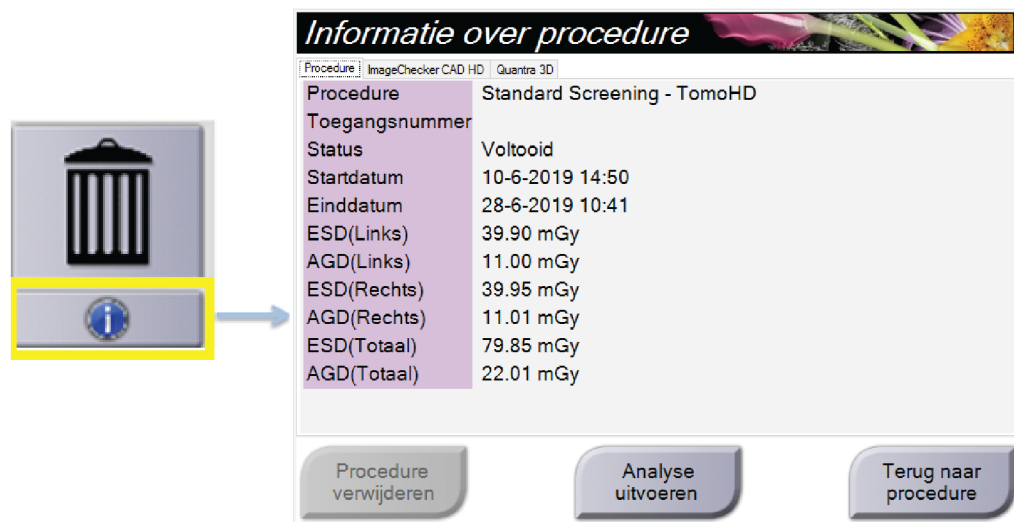 Informatie over procedure
Procedure ImageChecker CAD HD Quantra 3D
Procedure Standard Screening - TomoHD
Toegangsnummer
Status Voltooid
Startdatum 10-6-2019 14:50
Einddatum 28-6-2019 10:41
ESD(Links) 39.90 mGy
AGD(Links) 11.00 mGy
ESD(Rechts) 39.95 mGy
AGD(Rechts) 11.01 mGy
ESD(Totaal) 79.85 mGy
AGD(Totaal) 22.01 mGy
Procedure
verwijderen
Analyse
uitvoeren
Terug naar
procedure